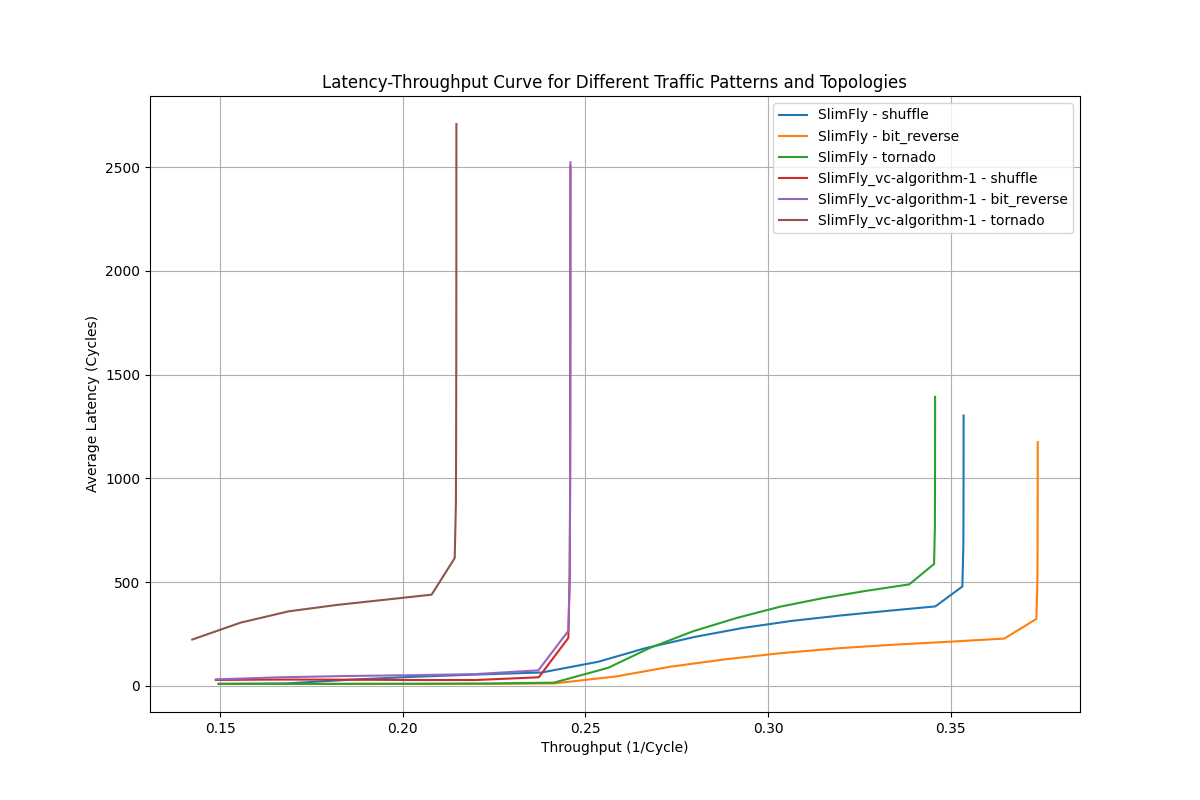 Latency-Throughput Curve for Different Traffic Patterns and Topologies
SlimFly - shuffle
SlimFly - bit_reverse
SlimFly - tornado
SlimFly_vc-algorithm-1 - shuffle
SlimFly_vc-algorithm-1 - bit_reverse
SlimFly_vc-algorithm-1 - tornado
Average Latency (Cycles)
2500
2000
1500
1000
500
0
0.15 0.20 0.25 0.30 0.35
Throughput (1/Cycle)